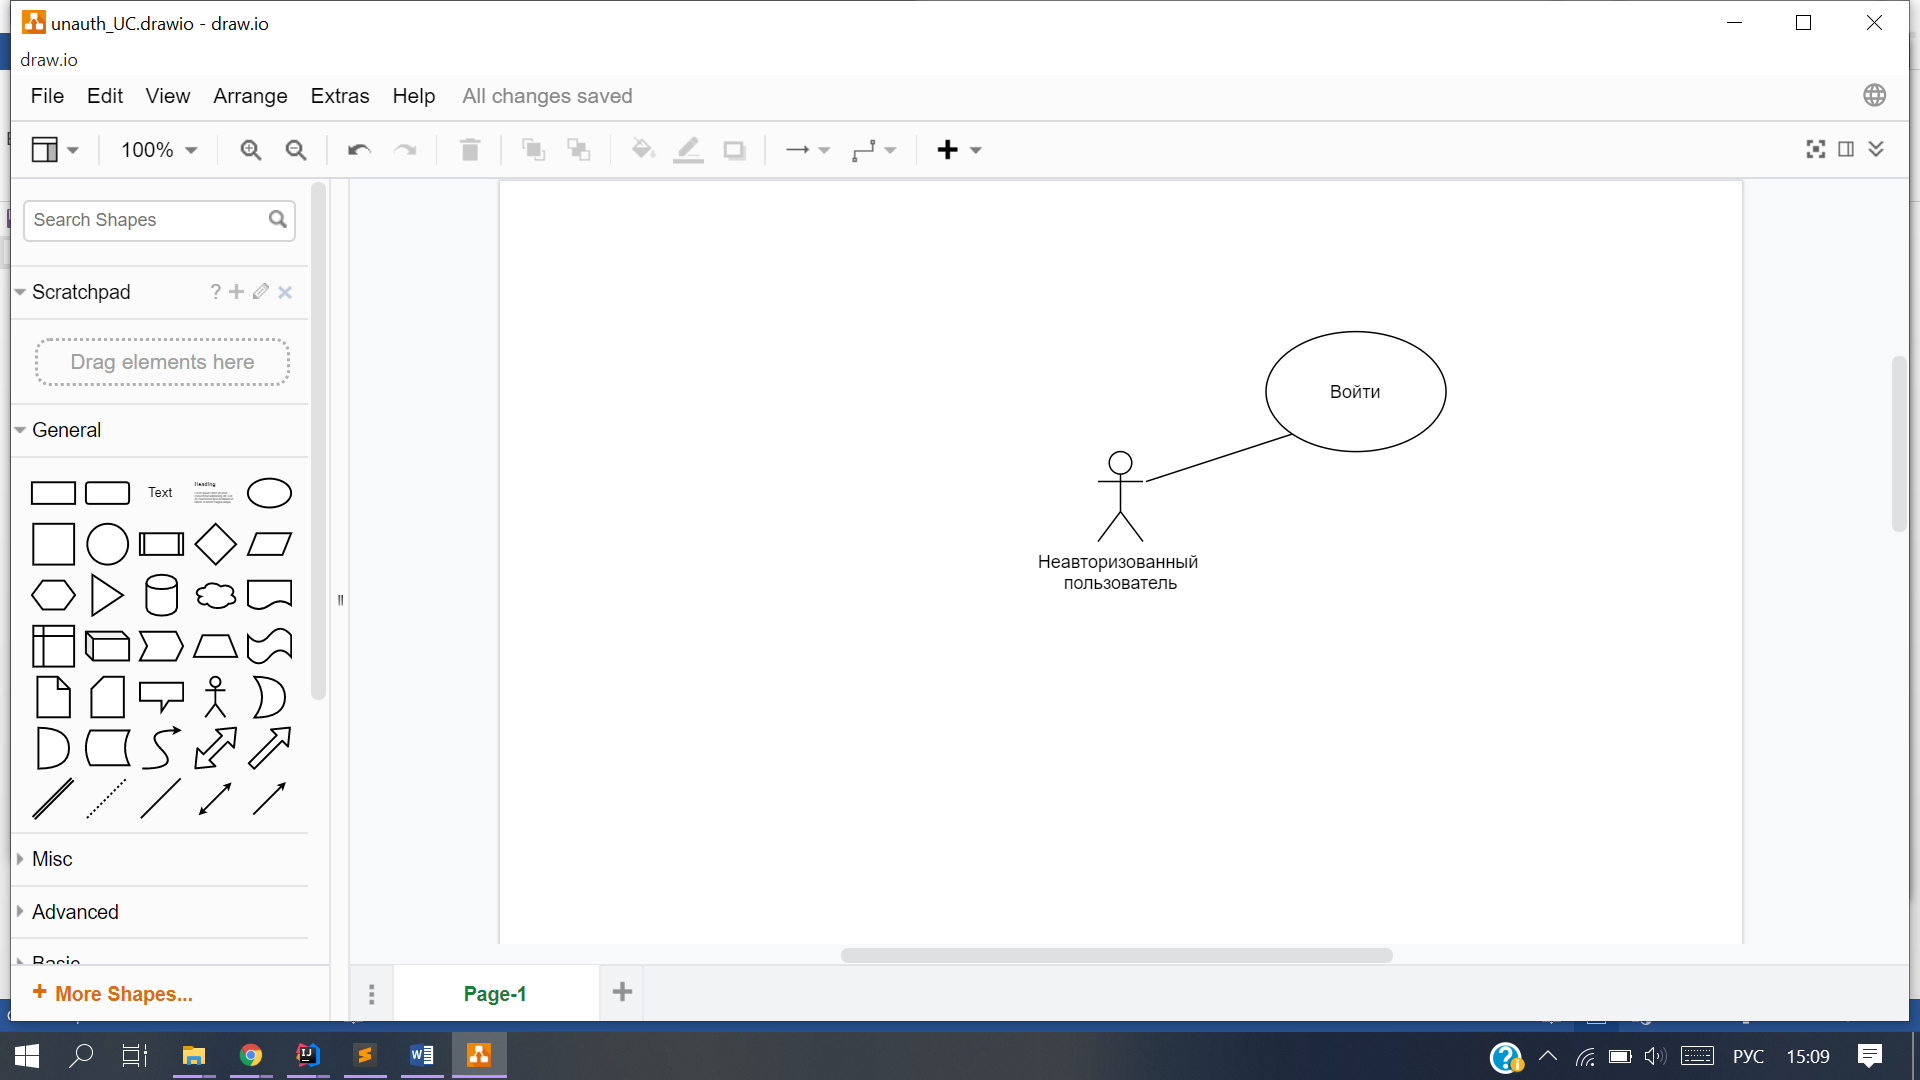 unauth_UC.drawio - draw.io
draw.io
File Edit View Arrange Extras Help All changes saved
100%
Search Shapes
Scratchpad
?
Drag elements here
General
Text
Heading
Misc
Advanced
Basic
+ More Shapes...
Войти
Неавторизованный
пользователь
Page-1
РУС 15:09